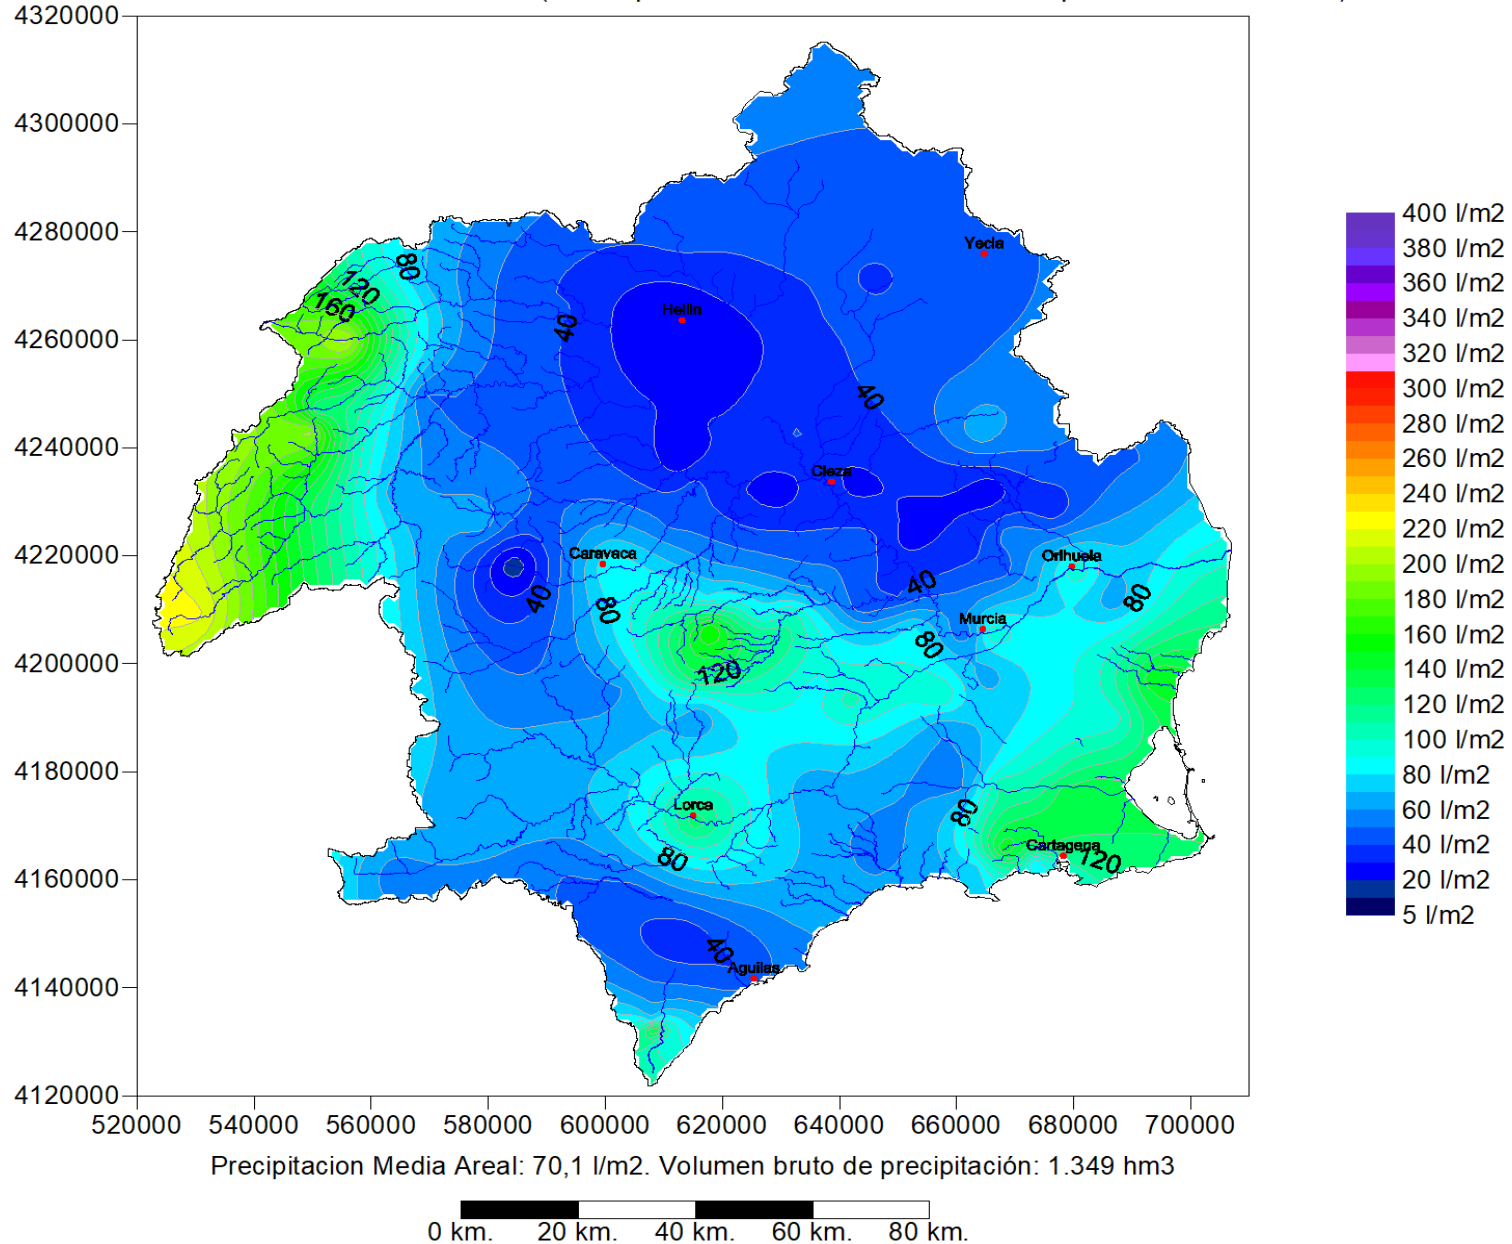 4320000
4300000
4280000
4260000
4240000
4220000
4200000
4180000
4160000
4140000
4120000
520000 540000 560000 580000 600000 620000 640000 660000 680000 700000
Yecla
80
120
160
Hellin
40
40
Cieza
Caravaca
Orihuela
40
40
80
80
Murcia
80
120
Lorca
80
80
Cartagena
120
40
Aguilas
400 l/m2
380 l/m2
360 l/m2
340 l/m2
320 l/m2
300 l/m2
280 l/m2
260 l/m2
240 l/m2
220 l/m2
200 l/m2
180 l/m2
160 l/m2
140 l/m2
120 l/m2
100 l/m2
80 l/m2
60 l/m2
40 l/m2
20 l/m2
5 l/m2
Precipitacion Media Areal: 70,1 l/m2. Volumen bruto de precipitación: 1.349 hm3
0 km. 20 km. 40 km. 60 km. 80 km.